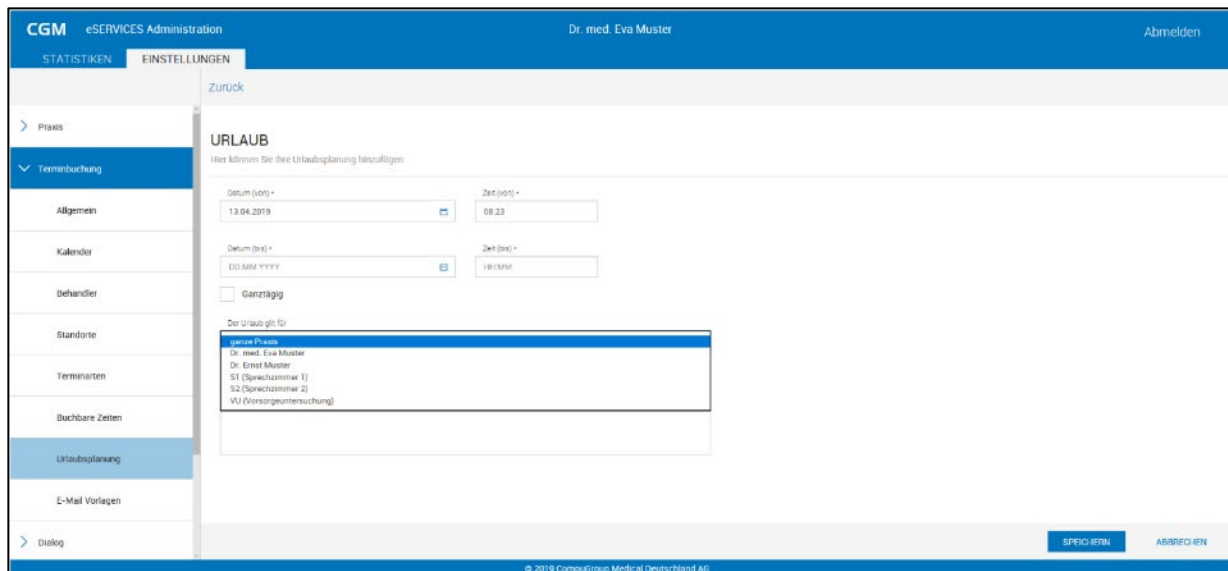 CGM eSERVICES Administration Dr. med. Eva Muster Abmelden
STATISTIKEN EINSTELLUNGEN
Zurück
Praxis
Terminbuchung
Allgemein
Kalender
Behandler
Standorte
Terminarten
Buchbare Zeiten
Urlaubsplanung
E-Mail Vorlagen
Dialog
URLAUB
Hier können Sie Ihre Urlaubsplanung hinzufügen:
Datum (von) * Zeit (von) *
13.04.2019 08:23
Datum (bis) * Zeit (bis) *
DD.MM.YYYY HH:MM
Ganztägig
Der Urlaub gilt für
ganze Praxis
Dr. med. Eva Muster
Dr. Ernst Muster
S1 (Sprechzimmer 1)
S2 (Sprechzimmer 2)
VU (Vorsorgeuntersuchung)
SPEICHERN ABBRECHEN
© 2019 CompuGroup Medical Deutschland AG